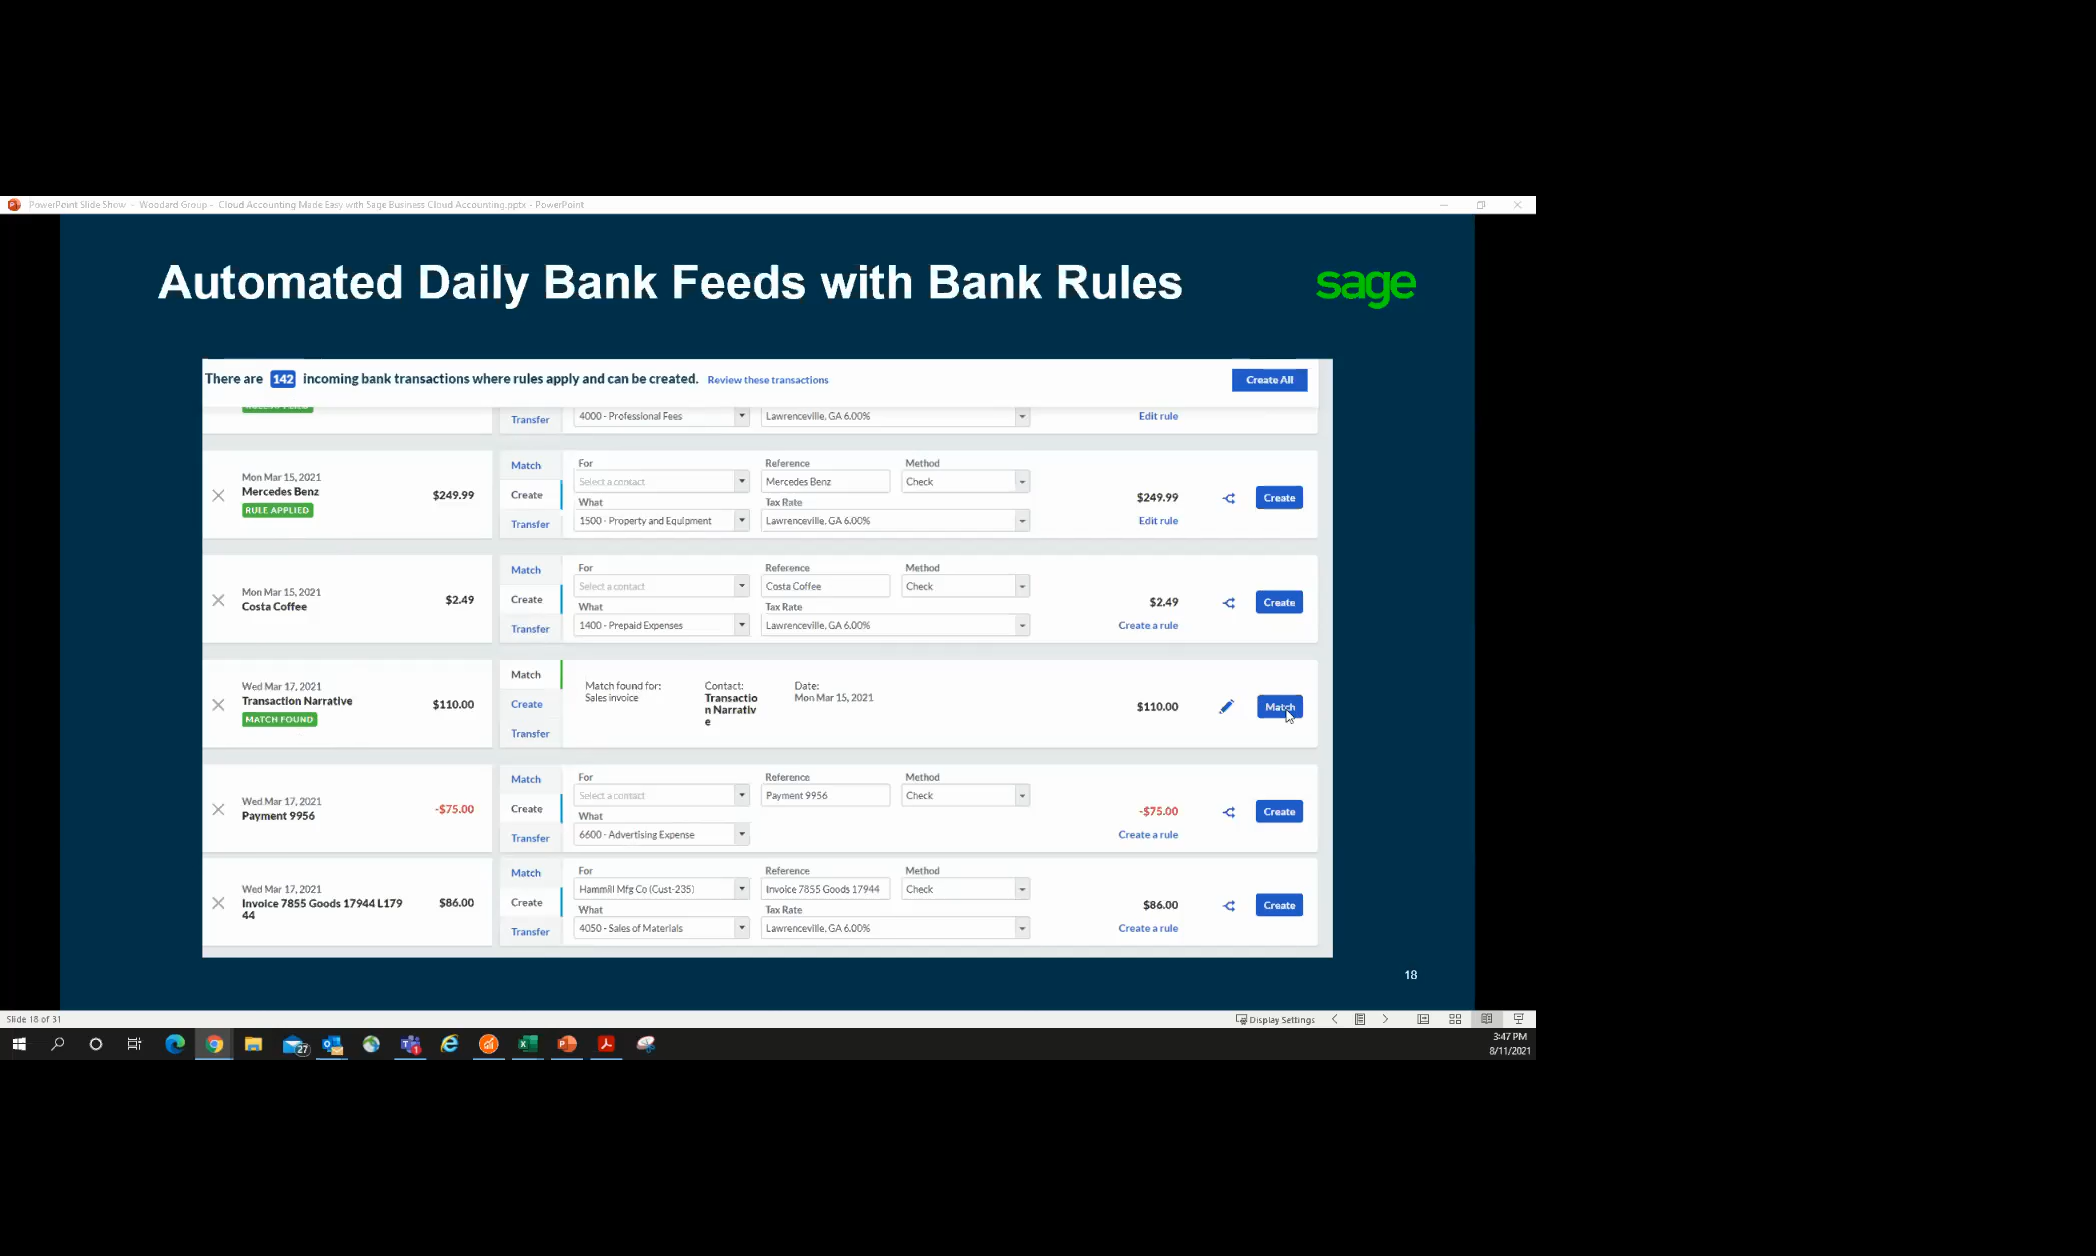 PowerPoint Slide Show - Woodard Group - Cloud Accounting Made Easy with Sage Business Cloud Accounting.pptx - PowerPoint
Automated Daily Bank Feeds with Bank Rules
sage
There are 142 incoming bank transactions where rules apply and can be created. Review these transactions
Create All
Transfer
4000 - Professional Fees
Lawrenceville, GA 6.00%
Edit rule
Mon Mar 15, 2021
Mercedes Benz
RULE APPLIED
$249.99
Match
Create
Transfer
For
Select a contact
Reference
Mercedes Benz
Method
Check
What
1500 - Property and Equipment
Tax Rate
Lawrenceville, GA 6.00%
$249.99
Edit rule
Create
Mon Mar 15, 2021
Costa Coffee
$2.49
Match
Create
Transfer
For
Select a contact
Reference
Costa Coffee
Method
Check
What
1400 - Prepaid Expenses
Tax Rate
Lawrenceville, GA 6.00%
$2.49
Create a rule
Create
Wed Mar 17, 2021
Transaction Narrative
MATCH FOUND
$110.00
Match
Create
Transfer
Match found for:
Sales invoice
Contact:
Transactio
n Narrativ
e
Date:
Mon Mar 15, 2021
$110.00
Match
Wed Mar 17, 2021
Payment 9956
-$75.00
Match
Create
Transfer
For
Select a contact
Reference
Payment 9956
Method
Check
What
6600 - Advertising Expense
-$75.00
Create a rule
Create
Wed Mar 17, 2021
Invoice 7855 Goods 17944 L179
44
$86.00
Match
Create
Transfer
For
Hammill Mfg Co (Cust-235)
Reference
Invoice 7855 Goods 17944
Method
Check
What
4050 - Sales of Materials
Tax Rate
Lawrenceville, GA 6.00%
$86.00
Create a rule
Create
18
Slide 18 of 31
Display Settings
27
1
3:47 PM
8/11/2021